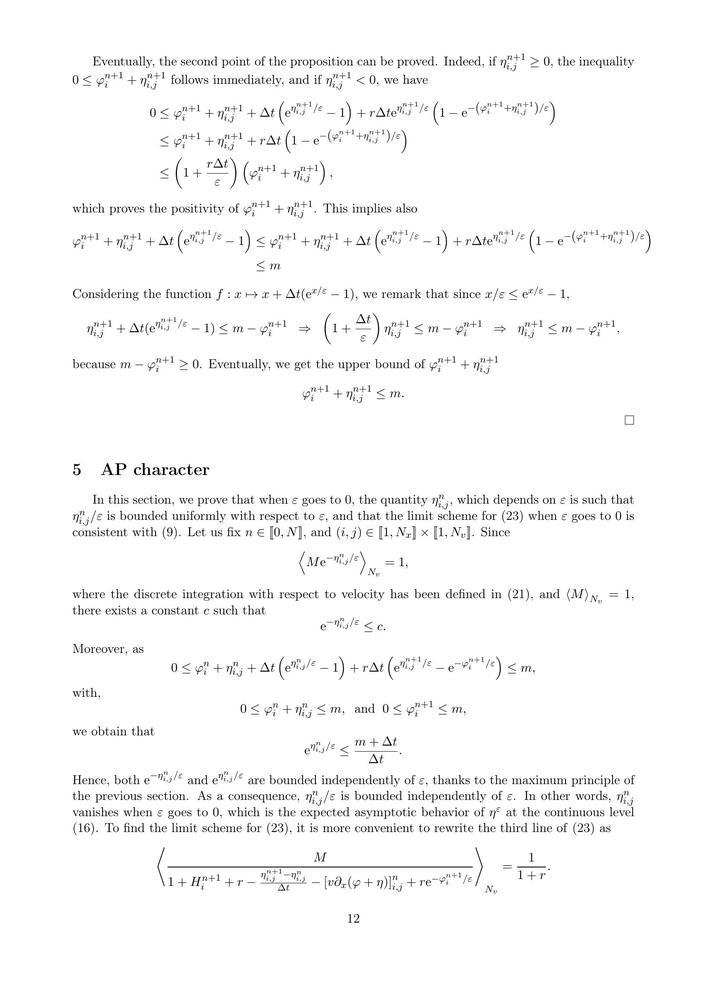 Eventually, the second point of the proposition can be proved. Indeed, if $\eta_{i,j}^{n+1} \geq 0$, the inequality
$0 \leq \varphi_i^{n+1} + \eta_{i,j}^{n+1}$ follows immediately, and if $\eta_{i,j}^{n+1} < 0$, we have
$0 \leq \varphi_i^{n+1} + \eta_{i,j}^{n+1} + \Delta t \left( \mathrm{e}^{\eta_{i,j}^{n+1}/\varepsilon} - 1 \right) + r\Delta t \mathrm{e}^{\eta_{i,j}^{n+1}/\varepsilon} \left( 1 - \mathrm{e}^{-\left(\varphi_i^{n+1} + \eta_{i,j}^{n+1}\right)/\varepsilon} \right)$
$\leq \varphi_i^{n+1} + \eta_{i,j}^{n+1} + r\Delta t \left( 1 - \mathrm{e}^{-\left(\varphi_i^{n+1} + \eta_{i,j}^{n+1}\right)/\varepsilon} \right)$
$\leq \left( 1 + \frac{r\Delta t}{\varepsilon} \right) \left( \varphi_i^{n+1} + \eta_{i,j}^{n+1} \right),$
which proves the positivity of $\varphi_i^{n+1} + \eta_{i,j}^{n+1}$. This implies also
$\varphi_i^{n+1} + \eta_{i,j}^{n+1} + \Delta t \left( \mathrm{e}^{\eta_{i,j}^{n+1}/\varepsilon} - 1 \right) \leq \varphi_i^{n+1} + \eta_{i,j}^{n+1} + \Delta t \left( \mathrm{e}^{\eta_{i,j}^{n+1}/\varepsilon} - 1 \right) + r\Delta t \mathrm{e}^{\eta_{i,j}^{n+1}/\varepsilon} \left( 1 - \mathrm{e}^{-\left(\varphi_i^{n+1} + \eta_{i,j}^{n+1}\right)/\varepsilon} \right)$
$\leq m$
Considering the function $f : x \mapsto x + \Delta t(\mathrm{e}^{x/\varepsilon} - 1)$, we remark that since $x/\varepsilon \leq \mathrm{e}^{x/\varepsilon} - 1$,
$\eta_{i,j}^{n+1} + \Delta t(\mathrm{e}^{\eta_{i,j}^{n+1}/\varepsilon} - 1) \leq m - \varphi_i^{n+1} \;\Rightarrow\; \left( 1 + \frac{\Delta t}{\varepsilon} \right) \eta_{i,j}^{n+1} \leq m - \varphi_i^{n+1} \;\Rightarrow\; \eta_{i,j}^{n+1} \leq m - \varphi_i^{n+1},$
because $m - \varphi_i^{n+1} \geq 0$. Eventually, we get the upper bound of $\varphi_i^{n+1} + \eta_{i,j}^{n+1}$
$\varphi_i^{n+1} + \eta_{i,j}^{n+1} \leq m.$
□
5 AP character
In this section, we prove that when $\varepsilon$ goes to 0, the quantity $\eta_{i,j}^n$, which depends on $\varepsilon$ is such that
$\eta_{i,j}^n/\varepsilon$ is bounded uniformly with respect to $\varepsilon$, and that the limit scheme for (23) when $\varepsilon$ goes to 0 is
consistent with (9). Let us fix $n \in [\![0, N]\!]$, and $(i, j) \in [\![1, N_x]\!] \times [\![1, N_v]\!]$. Since
$\left\langle M \mathrm{e}^{-\eta_{i,j}^n/\varepsilon} \right\rangle_{N_v} = 1,$
where the discrete integration with respect to velocity has been defined in (21), and $\langle M \rangle_{N_v} = 1$,
there exists a constant $c$ such that
$\mathrm{e}^{-\eta_{i,j}^n/\varepsilon} \leq c.$
Moreover, as
$0 \leq \varphi_i^n + \eta_{i,j}^n + \Delta t \left( \mathrm{e}^{\eta_{i,j}^n/\varepsilon} - 1 \right) + r\Delta t \left( \mathrm{e}^{\eta_{i,j}^{n+1}/\varepsilon} - \mathrm{e}^{-\varphi_i^{n+1}/\varepsilon} \right) \leq m,$
with,
$0 \leq \varphi_i^n + \eta_{i,j}^n \leq m,$ and $0 \leq \varphi_i^{n+1} \leq m,$
we obtain that
$\mathrm{e}^{\eta_{i,j}^n/\varepsilon} \leq \frac{m + \Delta t}{\Delta t}.$
Hence, both $\mathrm{e}^{-\eta_{i,j}^n/\varepsilon}$ and $\mathrm{e}^{\eta_{i,j}^n/\varepsilon}$ are bounded independently of $\varepsilon$, thanks to the maximum principle of
the previous section. As a consequence, $\eta_{i,j}^n/\varepsilon$ is bounded independently of $\varepsilon$. In other words, $\eta_{i,j}^n$
vanishes when $\varepsilon$ goes to 0, which is the expected asymptotic behavior of $\eta^\varepsilon$ at the continuous level
(16). To find the limit scheme for (23), it is more convenient to rewrite the third line of (23) as
$\left\langle \frac{M}{1 + H_i^{n+1} + r - \frac{\eta_{i,j}^{n+1} - \eta_{i,j}^n}{\Delta t} - [v\partial_x(\varphi + \eta)]_{i,j}^n + r\mathrm{e}^{-\varphi_i^{n+1}/\varepsilon}} \right\rangle_{N_v} = \frac{1}{1 + r}.$
12